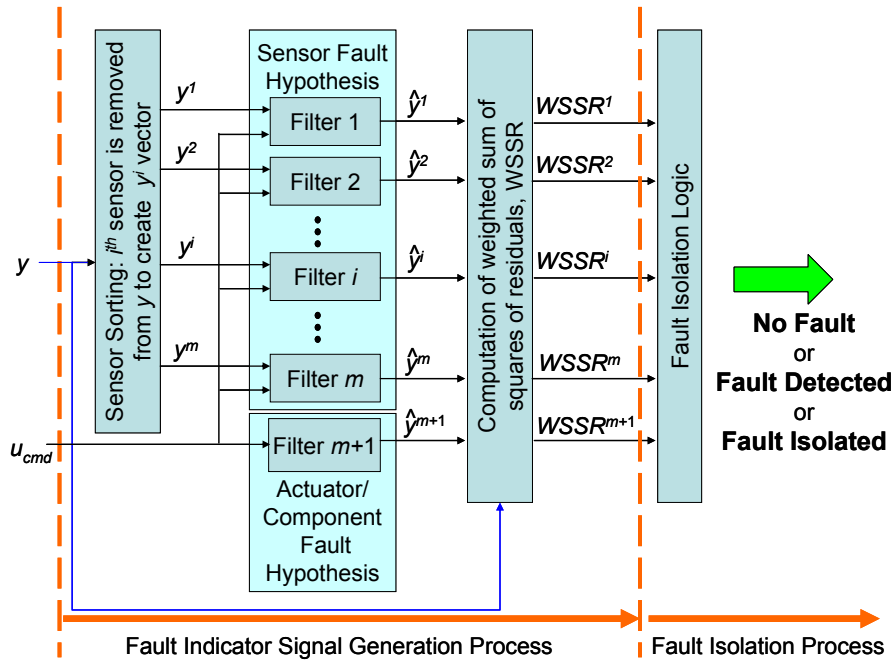 Sensor Sorting: iᵗʰ sensor is removed
from y to create yⁱ vector
Sensor Fault
Hypothesis
y¹
y²
yⁱ
yᵐ
y
u_cmd
Filter 1
Filter 2
Filter i
Filter m
Filter m+1
Actuator/
Component
Fault
Hypothesis
ŷ¹
ŷ²
ŷⁱ
ŷᵐ
ŷᵐ⁺¹
Computation of weighted sum of
squares of residuals, WSSR
WSSR¹
WSSR²
WSSRⁱ
WSSRᵐ
WSSRᵐ⁺¹
Fault Isolation Logic
No Fault
or
Fault Detected
or
Fault Isolated
Fault Indicator Signal Generation Process
Fault Isolation Process